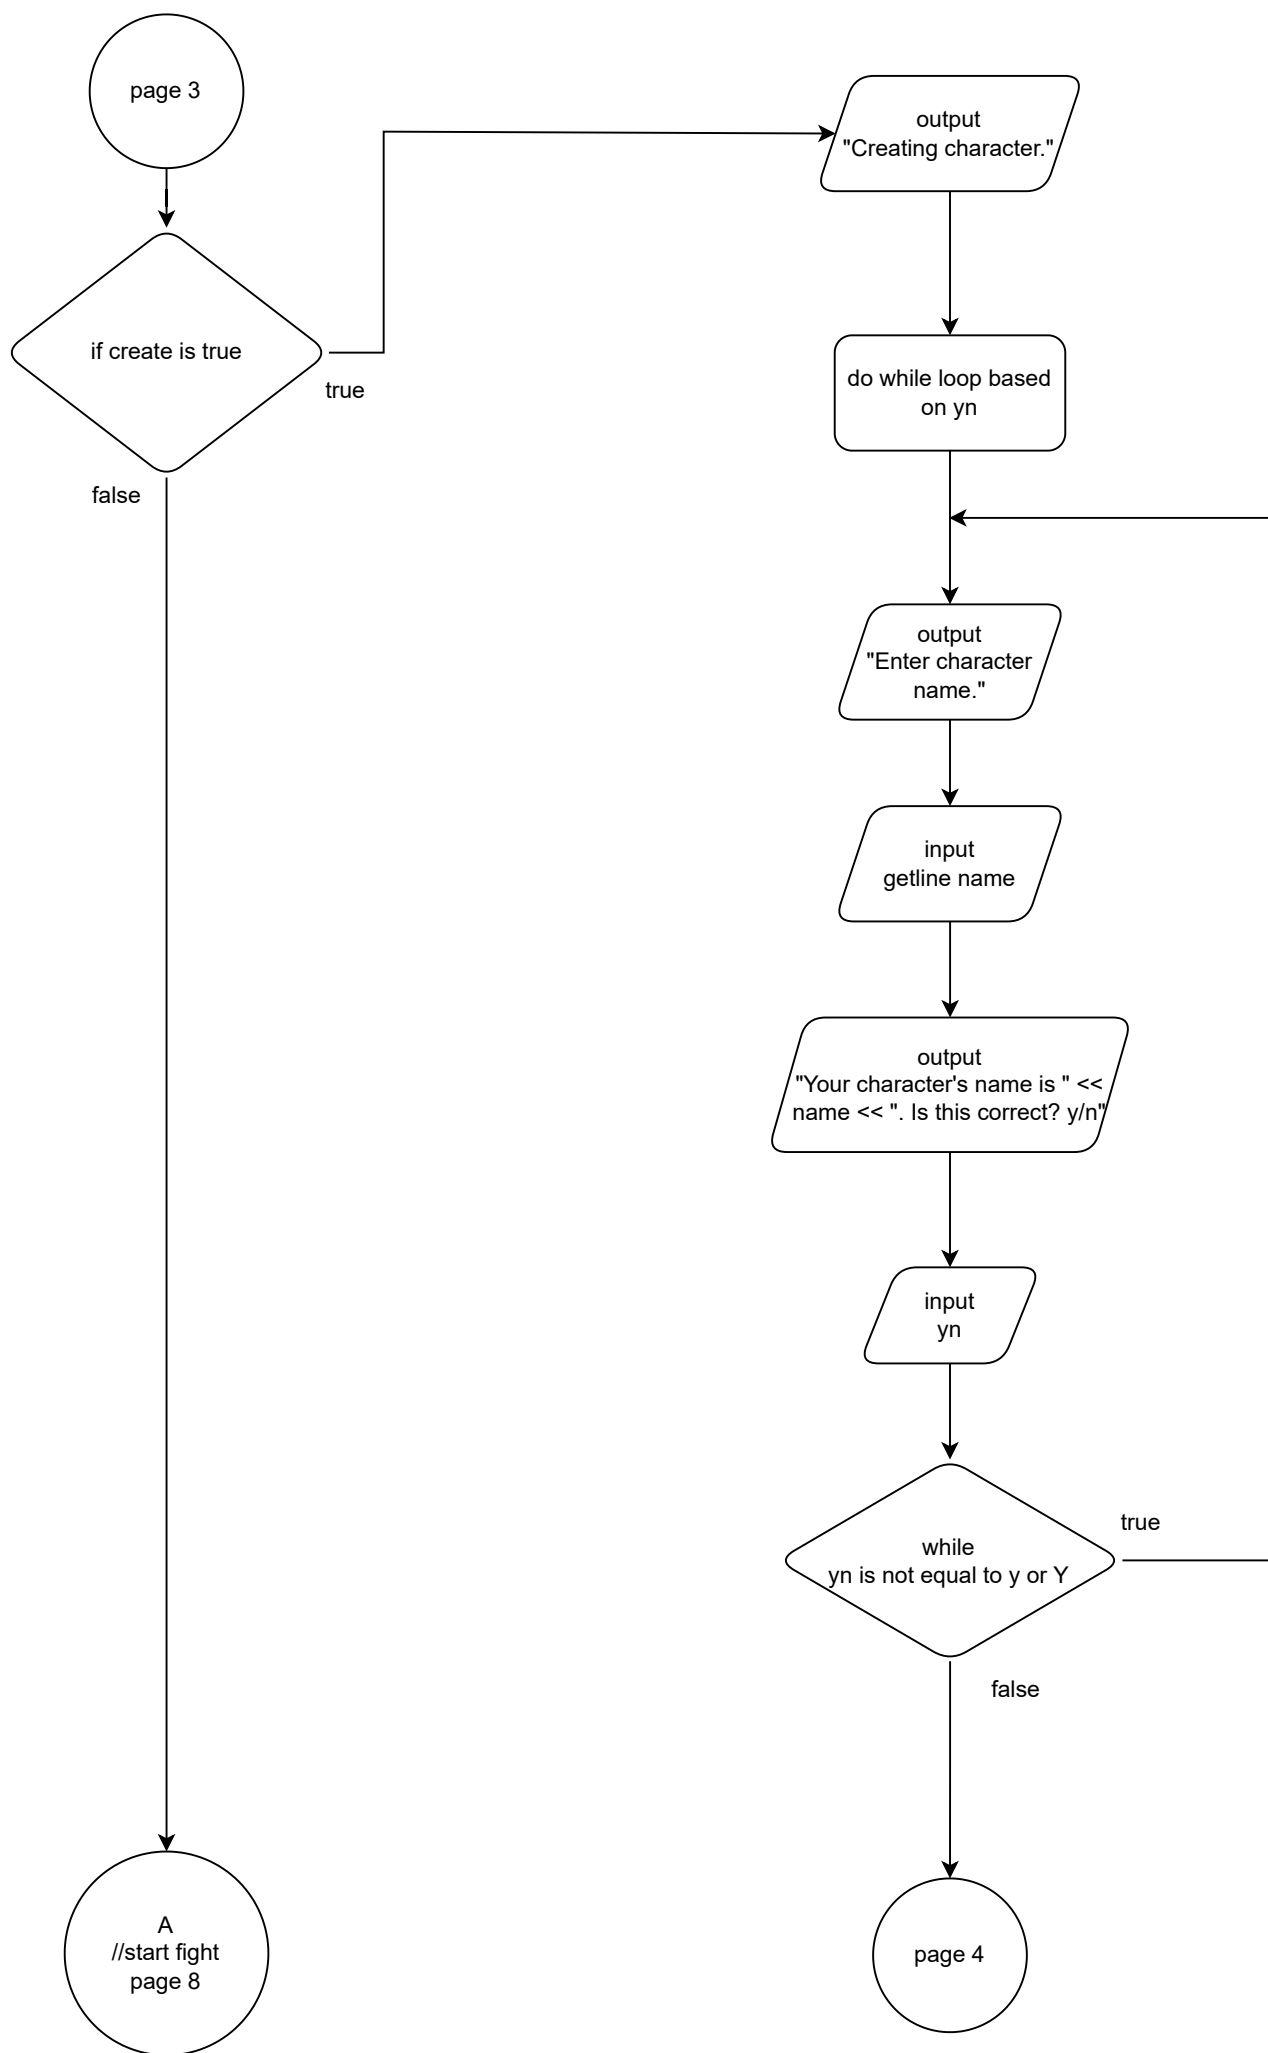 page 3
if create is true
true
false
output
"Creating character."
do while loop based
on yn
output
"Enter character
name."
input
getline name
output
"Your character's name is " <<
name << ". Is this correct? y/n"
input
yn
while
yn is not equal to y or Y
true
false
A
//start fight
page 8
page 4